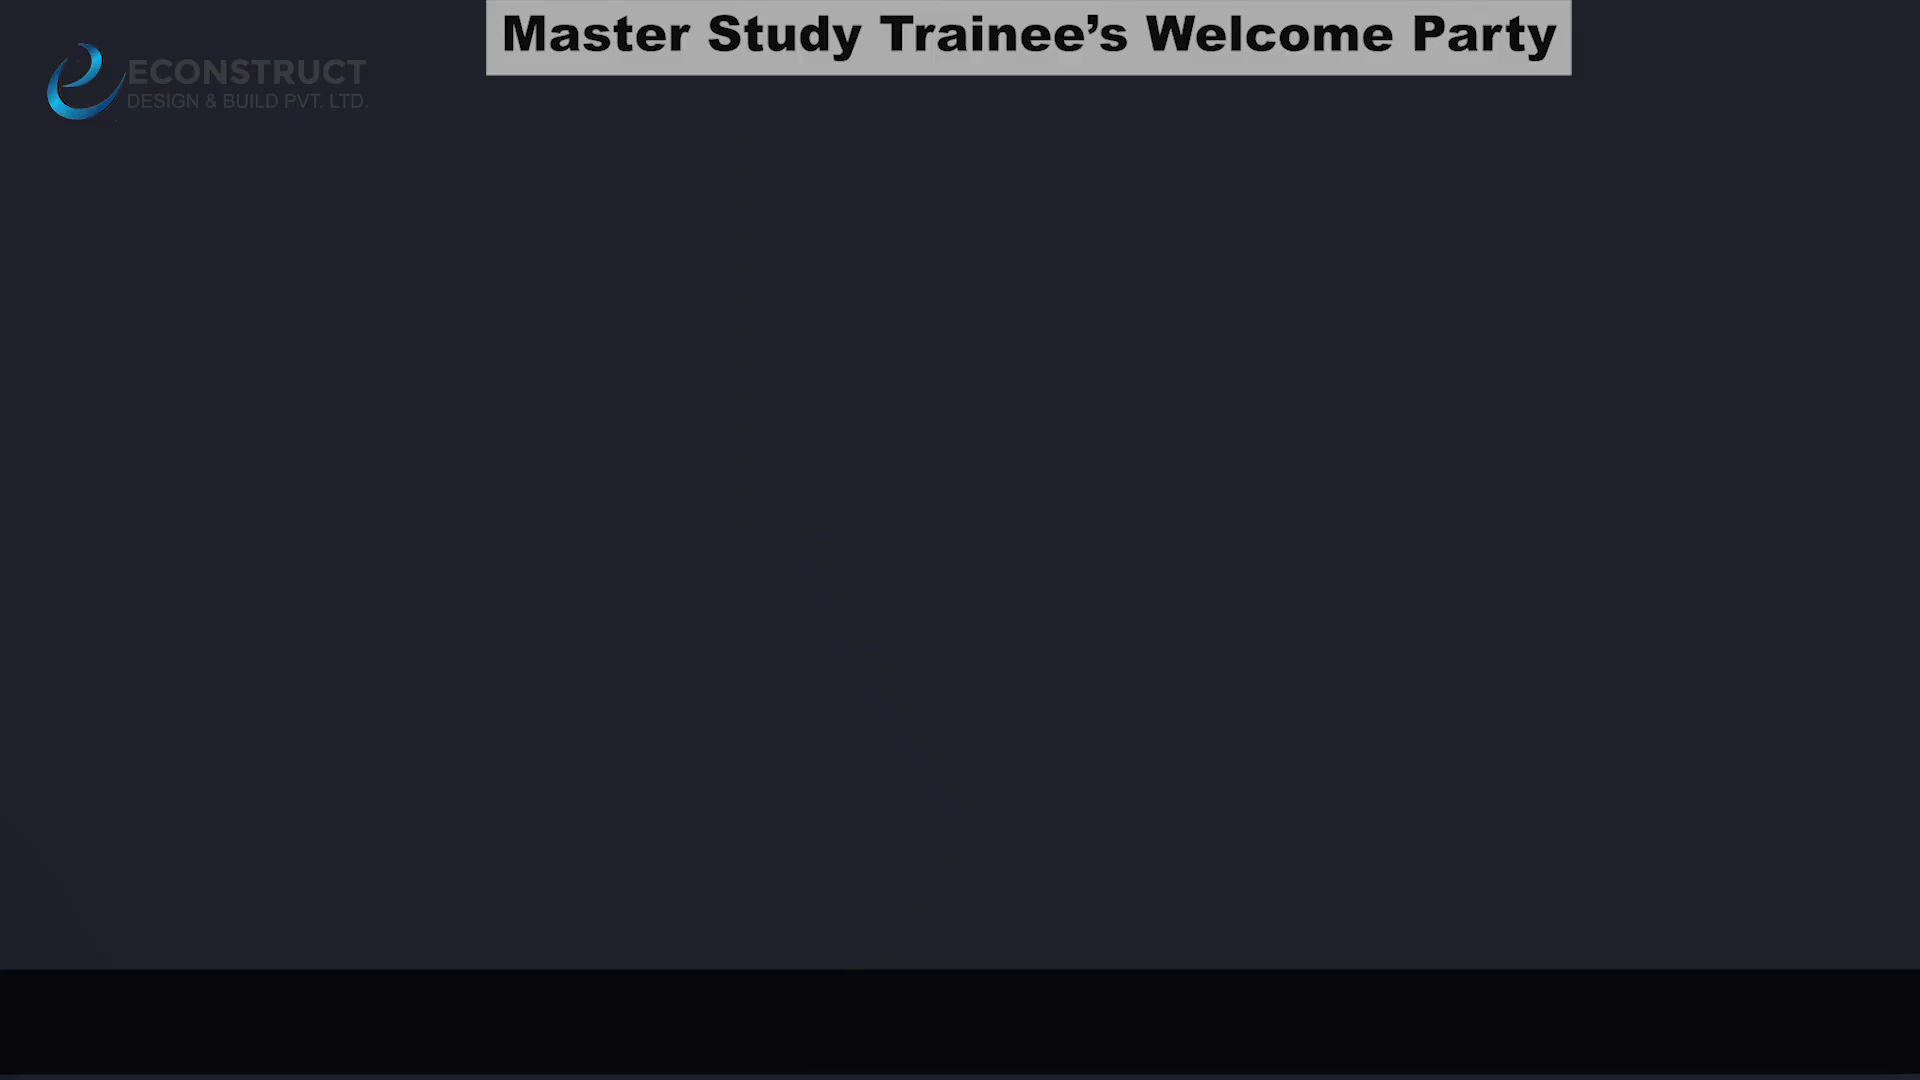 Master Study Trainee’s Welcome Party
ECONSTRUCT
DESIGN & BUILD PVT. LTD.